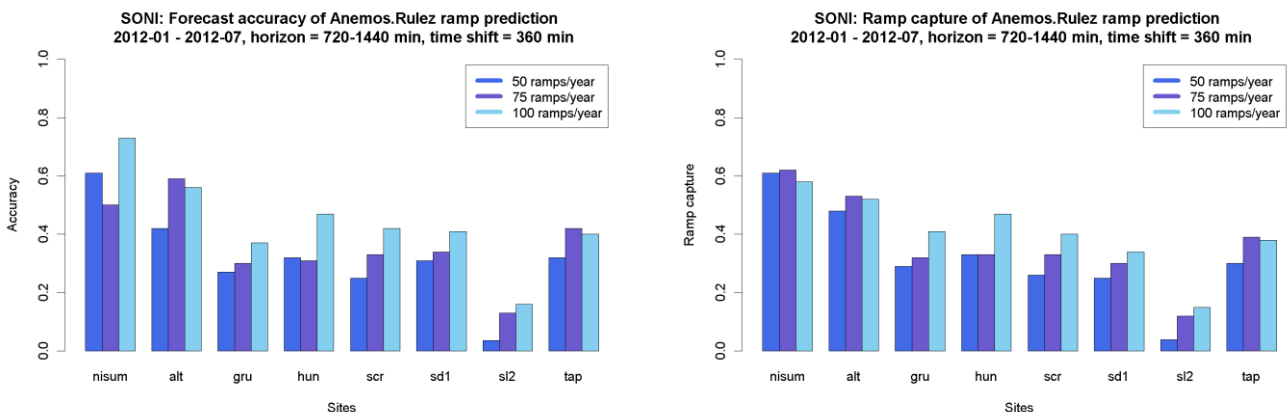 SONI: Forecast accuracy of Anemos.Rulez ramp prediction
2012-01 - 2012-07, horizon = 720-1440 min, time shift = 360 min
1.0
0.8
0.6
0.4
0.2
0.0
Accuracy
50 ramps/year
75 ramps/year
100 ramps/year
nisum alt gru hun scr sd1 sl2 tap
Sites
SONI: Ramp capture of Anemos.Rulez ramp prediction
2012-01 - 2012-07, horizon = 720-1440 min, time shift = 360 min
1.0
0.8
0.6
0.4
0.2
0.0
Ramp capture
50 ramps/year
75 ramps/year
100 ramps/year
nisum alt gru hun scr sd1 sl2 tap
Sites